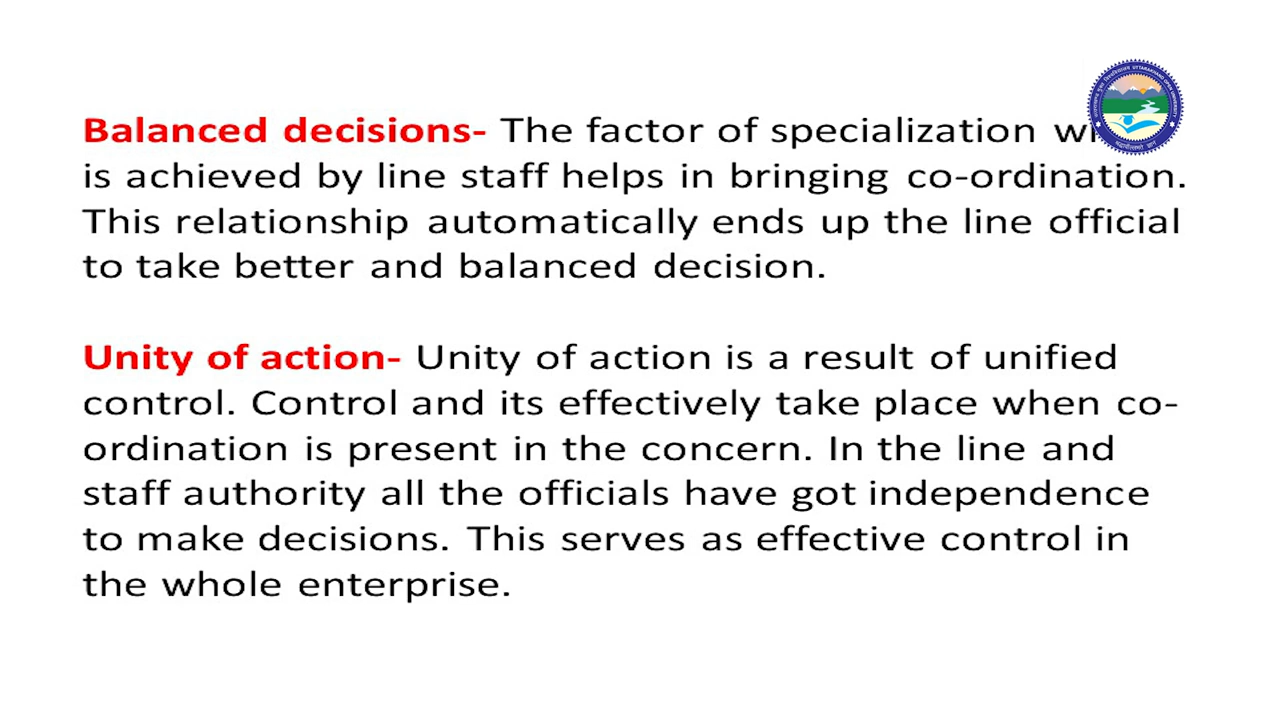 Balanced decisions- The factor of specialization
is achieved by line staff helps in bringing co-ordination.
This relationship automatically ends up the line official
to take better and balanced decision.
Unity of action- Unity of action is a result of unified
control. Control and its effectively take place when co-
ordination is present in the concern. In the line and
staff authority all the officials have got independence
to make decisions. This serves as effective control in
the whole enterprise.